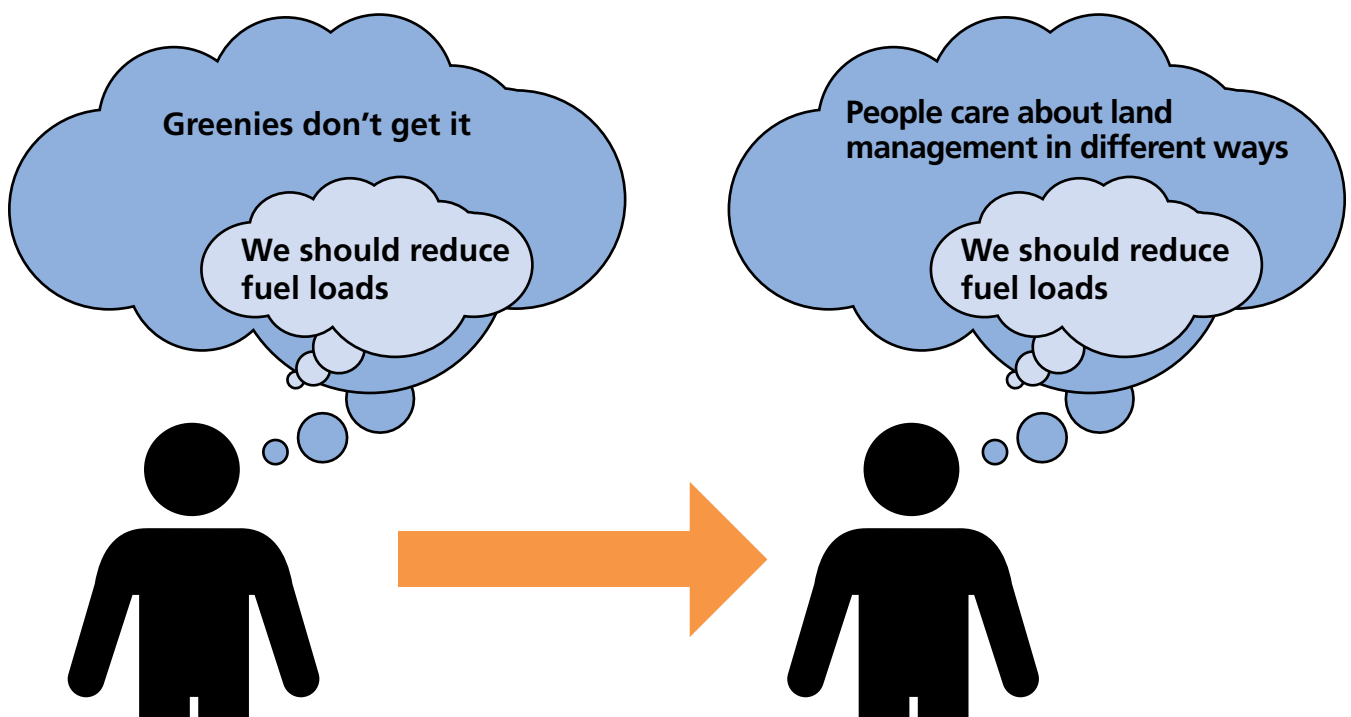 Greenies don’t get it
We should reduce
fuel loads
People care about land
management in different ways
We should reduce
fuel loads